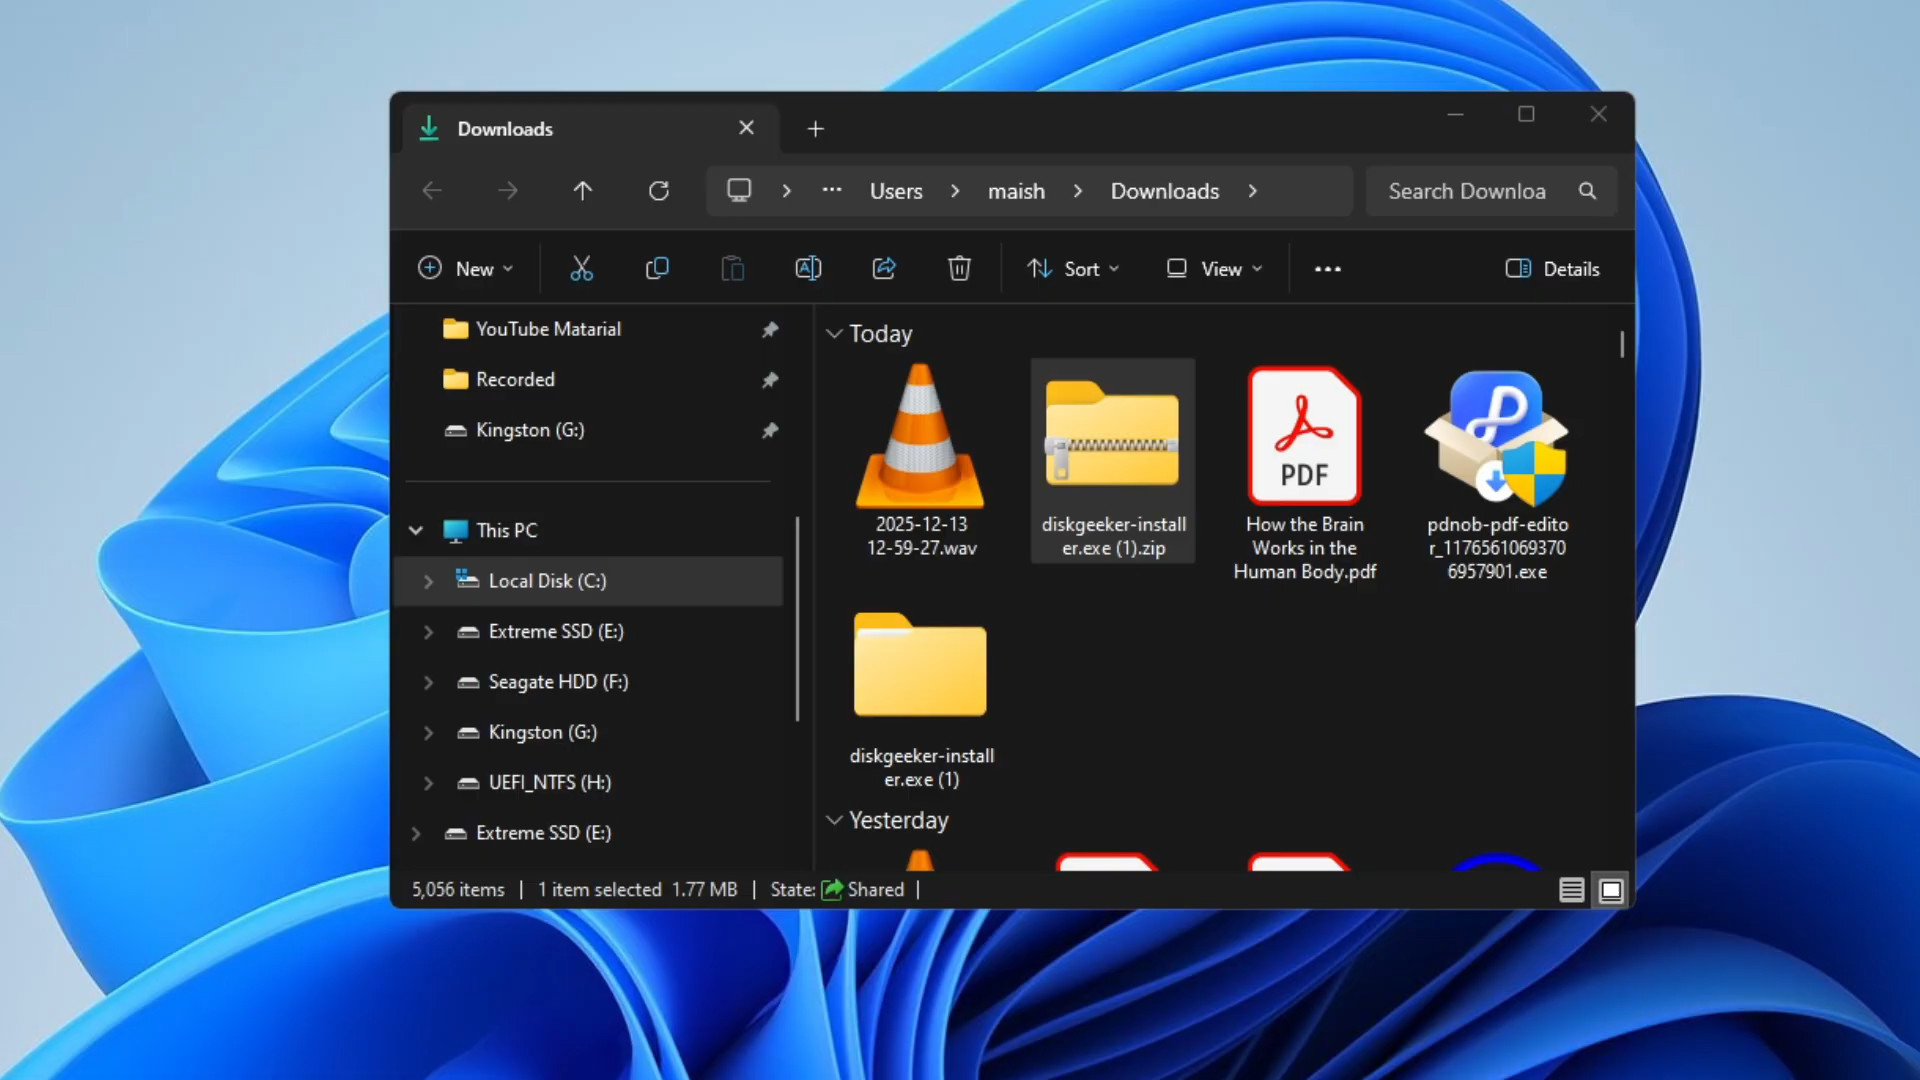 Downloads
Users
maish
Downloads
Search Downloa
New
Sort
View
Details
YouTube Matarial
Recorded
Kingston (G:)
This PC
Local Disk (C:)
Extreme SSD (E:)
Seagate HDD (F:)
Kingston (G:)
UEFI_NTFS (H:)
Extreme SSD (E:)
Today
2025-12-13
12-59-27.wav
diskgeeker-install
er.exe (1).zip
PDF
How the Brain
Works in the
Human Body.pdf
pdnob-pdf-edito
r_1176561069370
6957901.exe
diskgeeker-install
er.exe (1)
Yesterday
5,056 items | 1 item selected 1.77 MB | State: Shared |